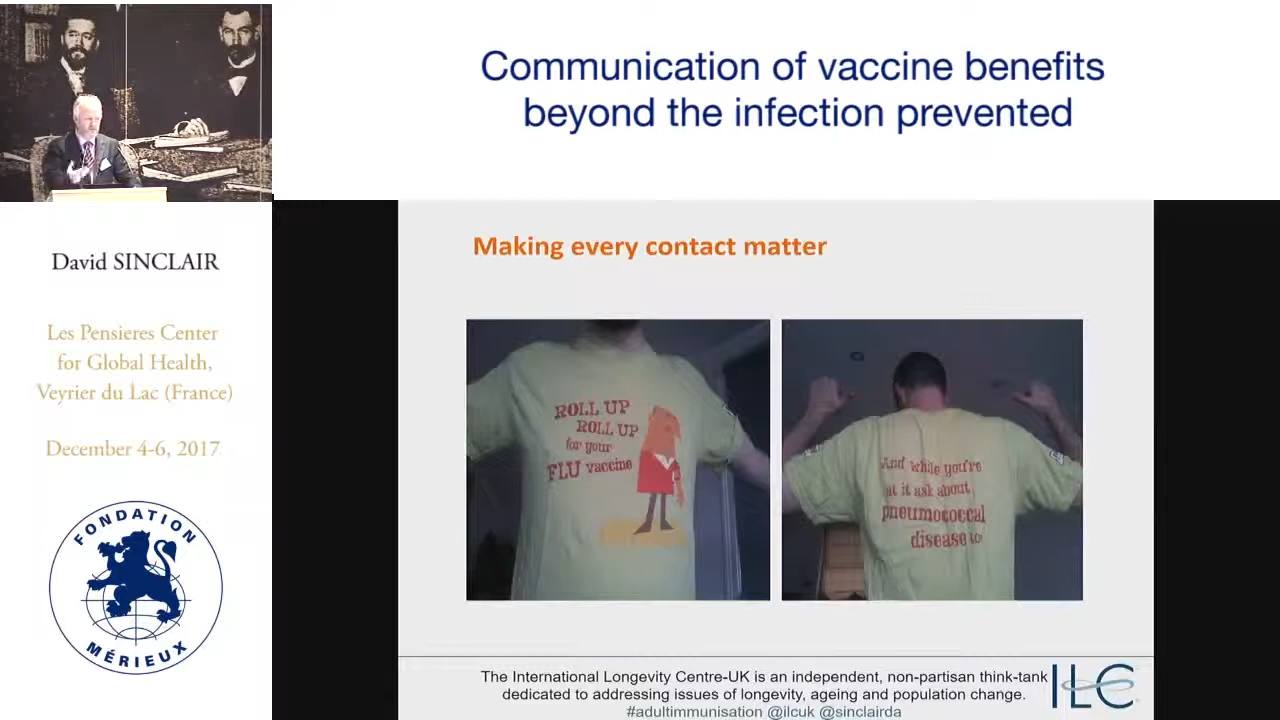 Communication of vaccine benefits
beyond the infection prevented
David SINCLAIR
Les Pensieres Center
for Global Health,
Veyrier du Lac (France)
December 4-6, 2017
FONDATION
MÉRIEUX
Making every contact matter
ROLL UP
ROLL UP
for your
FLU vaccine
And while you're
at it ask about
pneumococcal
disease
The International Longevity Centre-UK is an independent, non-partisan think-tank
dedicated to addressing issues of longevity, ageing and population change.
#adultimmunisation @ilcuk @sinclairda
ILC